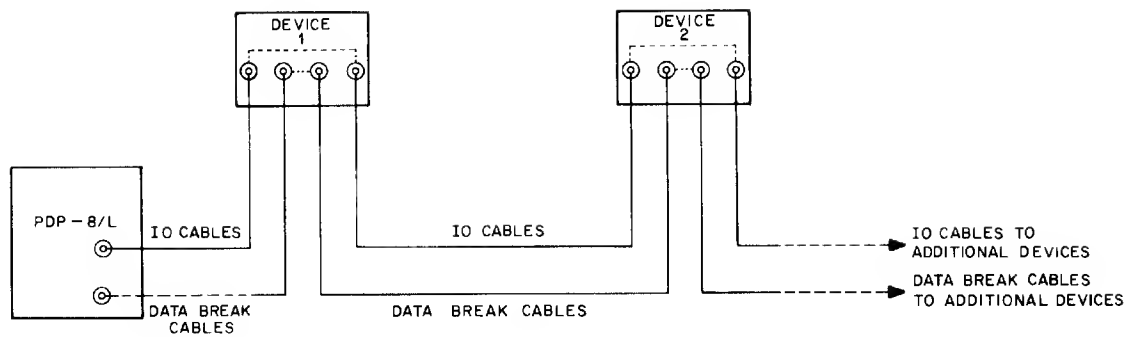 DEVICE
1
DEVICE
2
PDP-8/L
IO CABLES
IO CABLES
IO CABLES TO
ADDITIONAL DEVICES
DATA BREAK
CABLES
DATA BREAK CABLES
DATA BREAK CABLES
TO ADDITIONAL DEVICES